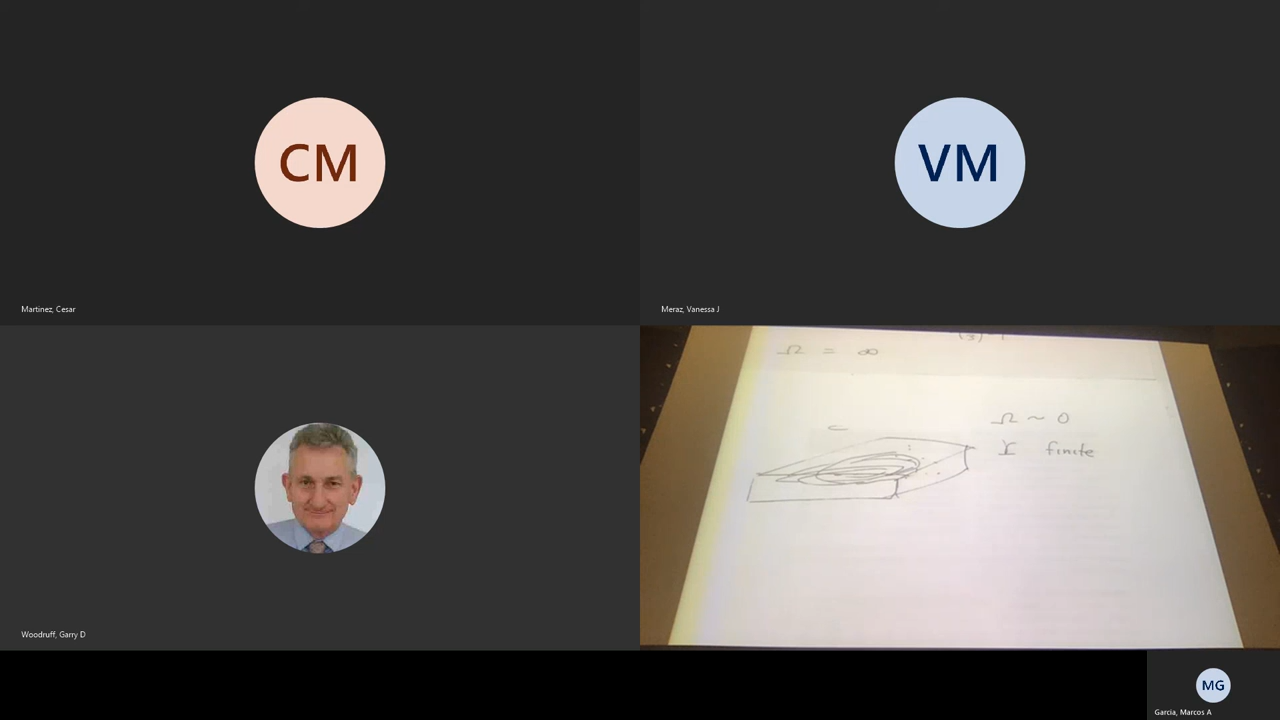 CM
Martinez, Cesar
VM
Meraz, Vanessa J
Woodruff, Garry D
Ω = ∞
Ω ~ 0
finite
MG
Garcia, Marcos A